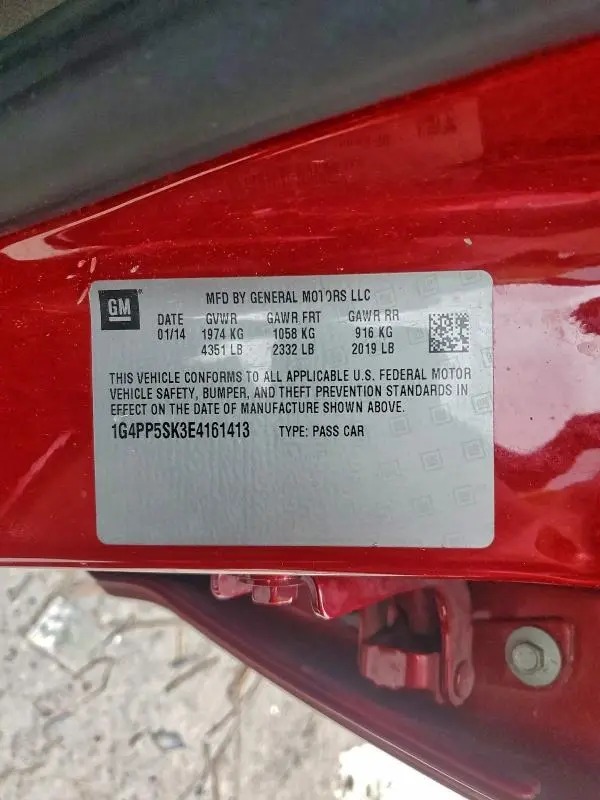 GM
MFD BY GENERAL MOTORS LLC
DATE GVWR GAWR FRT GAWR RR
01/14 1974 KG 1058 KG 916 KG
4351 LB 2332 LB 2019 LB
THIS VEHICLE CONFORMS TO ALL APPLICABLE U.S. FEDERAL MOTOR
VEHICLE SAFETY, BUMPER, AND THEFT PREVENTION STANDARDS IN
EFFECT ON THE DATE OF MANUFACTURE SHOWN ABOVE.
1G4PP5SK3E4161413 TYPE: PASS CAR